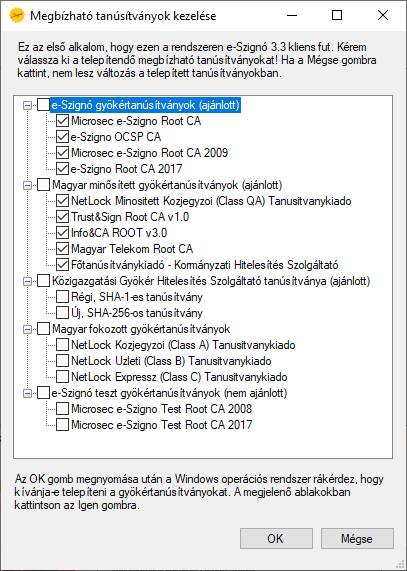 Megbízható tanúsítványok kezelése
Ez az első alkalom, hogy ezen a rendszeren e-Szignó 3.3 kliens fut. Kérem
válassza ki a telepítendő megbízható tanúsítványokat! Ha a Mégse gombra
kattint, nem lesz változás a telepített tanúsítványokban.
e-Szignó gyökértanúsítványok (ajánlott)
Microsec e-Szigno Root CA
e-Szigno OCSP CA
Microsec e-Szigno Root CA 2009
e-Szigno Root CA 2017
Magyar minősített gyökértanúsítványok (ajánlott)
NetLock Minositett Kozjegyzoi (Class QA) Tanusitvanykiado
Trust&Sign Root CA v1.0
Info&CA ROOT v3.0
Magyar Telekom Root CA
Főtanúsítványkiadó - Kormányzati Hitelesítés Szolgáltató
Közigazgatási Gyökér Hitelesítés Szolgáltató tanúsítványa (ajánlott)
Régi, SHA-1-es tanúsítvány
Új, SHA-256-os tanúsítvány
Magyar fokozott gyökértanúsítványok
NetLock Kozjegyzoi (Class A) Tanusitvanykiado
NetLock Uzleti (Class B) Tanusitvanykiado
NetLock Expressz (Class C) Tanusitvanykiado
e-Szignó teszt gyökértanúsítványok (nem ajánlott)
Microsec e-Szigno Test Root CA 2008
Microsec e-Szigno Test Root CA 2017
Az OK gomb megnyomása után a Windows operációs rendszer rákérdez, hogy
kívánja-e telepíteni a gyökértanúsítványokat. A megjelenő ablakokban
kattintson az Igen gombra.
OK
Mégse